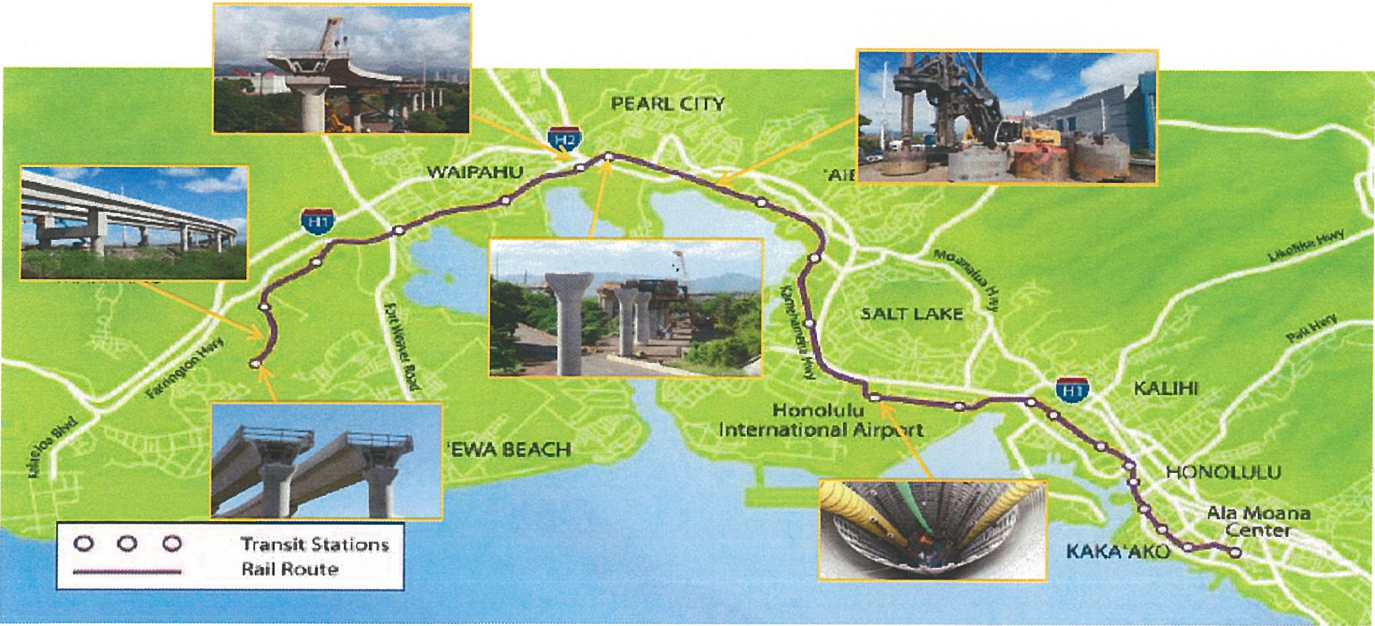 PEARL CITY
H2
WAIPAHU
'AIE
H1
Moanalua Hwy
Likelike Hwy
Pali Hwy
Kamehameha Hwy
SALT LAKE
Fort Weaver Road
Farrington Hwy
H1
KALIHI
Honolulu
International Airport
Kalaeloa Blvd
'EWA BEACH
HONOLULU
Ala Moana
Center
KAKA'AKO
Transit Stations
Rail Route